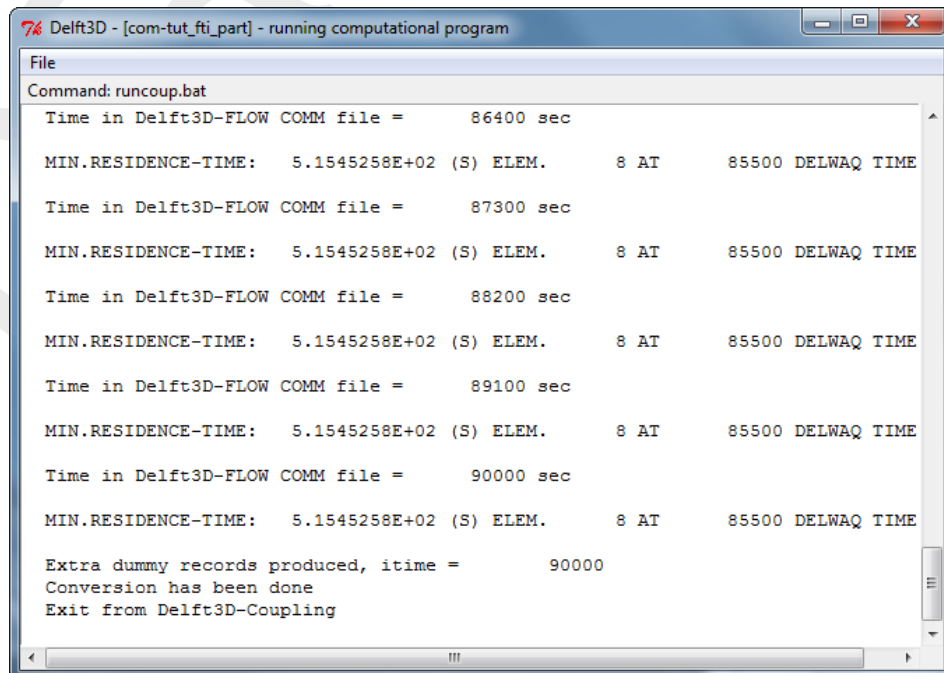 Delft3D - [com-tut_fti_part] - running computational program
File
Command: runcoup.bat
Time in Delft3D-FLOW COMM file = 86400 sec
MIN.RESIDENCE-TIME: 5.1545258E+02 (S) ELEM. 8 AT 85500 DELWAQ TIME
Time in Delft3D-FLOW COMM file = 87300 sec
MIN.RESIDENCE-TIME: 5.1545258E+02 (S) ELEM. 8 AT 85500 DELWAQ TIME
Time in Delft3D-FLOW COMM file = 88200 sec
MIN.RESIDENCE-TIME: 5.1545258E+02 (S) ELEM. 8 AT 85500 DELWAQ TIME
Time in Delft3D-FLOW COMM file = 89100 sec
MIN.RESIDENCE-TIME: 5.1545258E+02 (S) ELEM. 8 AT 85500 DELWAQ TIME
Time in Delft3D-FLOW COMM file = 90000 sec
MIN.RESIDENCE-TIME: 5.1545258E+02 (S) ELEM. 8 AT 85500 DELWAQ TIME
Extra dummy records produced, itime = 90000
Conversion has been done
Exit from Delft3D-Coupling